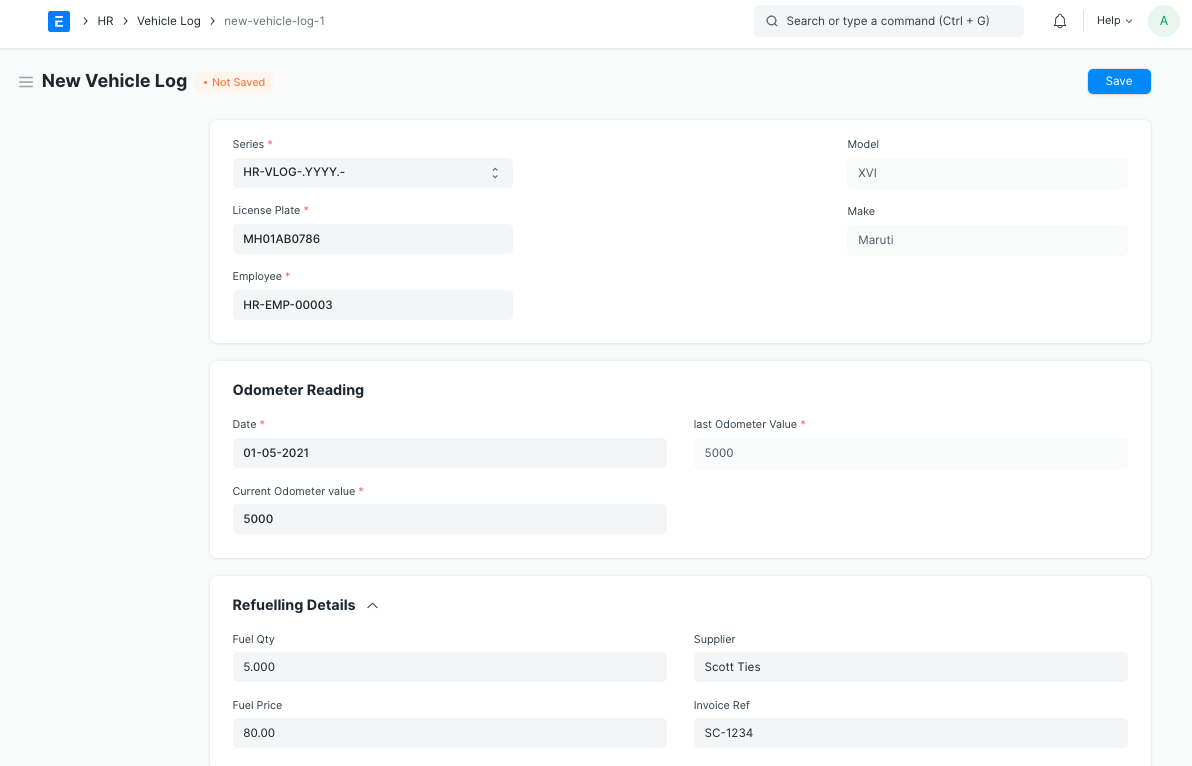 E > HR > Vehicle Log > new-vehicle-log-1
Search or type a command (Ctrl + G)
Help
A
New Vehicle Log
• Not Saved
Save
Series *
HR-VLOG-.YYYY.-
Model
XVI
License Plate *
MH01AB0786
Make
Maruti
Employee *
HR-EMP-00003
Odometer Reading
Date *
01-05-2021
last Odometer Value *
5000
Current Odometer value *
5000
Refuelling Details
Fuel Qty
5.000
Supplier
Scott Ties
Fuel Price
80.00
Invoice Ref
SC-1234